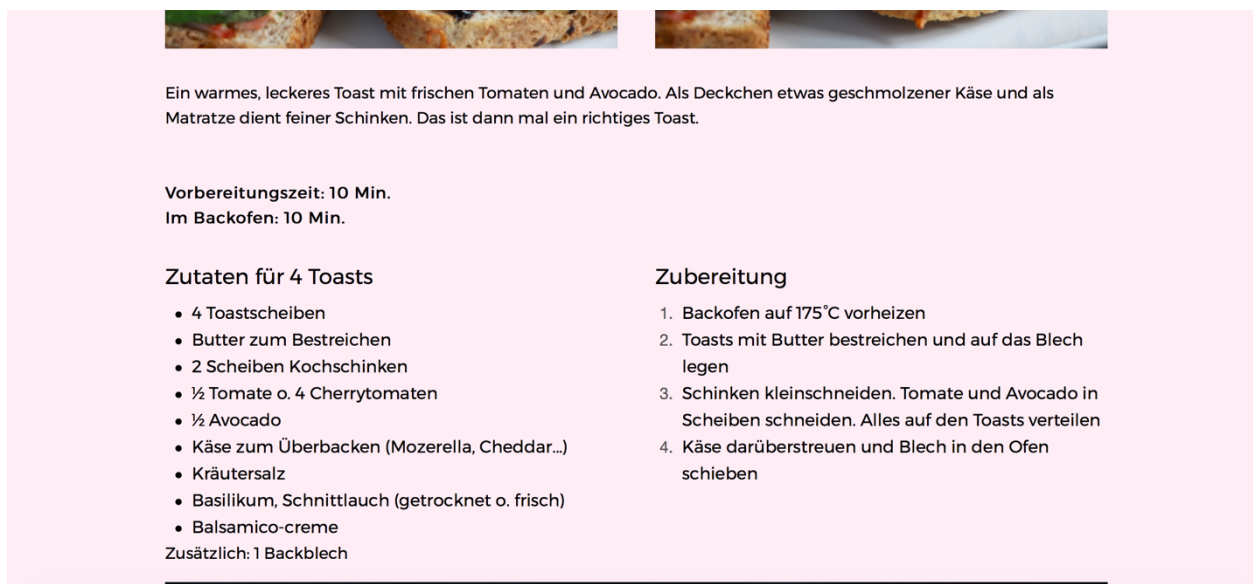 Ein warmes, leckeres Toast mit frischen Tomaten und Avocado. Als Deckchen etwas geschmolzener Käse und als
Matratze dient feiner Schinken. Das ist dann mal ein richtiges Toast.
Vorbereitungszeit: 10 Min.
Im Backofen: 10 Min.
Zutaten für 4 Toasts
• 4 Toastscheiben
• Butter zum Bestreichen
• 2 Scheiben Kochschinken
• ½ Tomate o. 4 Cherrytomaten
• ½ Avocado
• Käse zum Überbacken (Mozerella, Cheddar...)
• Kräutersalz
• Basilikum, Schnittlauch (getrocknet o. frisch)
• Balsamico-creme
Zusätzlich: 1 Backblech
Zubereitung
1. Backofen auf 175°C vorheizen
2. Toasts mit Butter bestreichen und auf das Blech
legen
3. Schinken kleinschneiden. Tomate und Avocado in
Scheiben schneiden. Alles auf den Toasts verteilen
4. Käse darüberstreuen und Blech in den Ofen
schieben